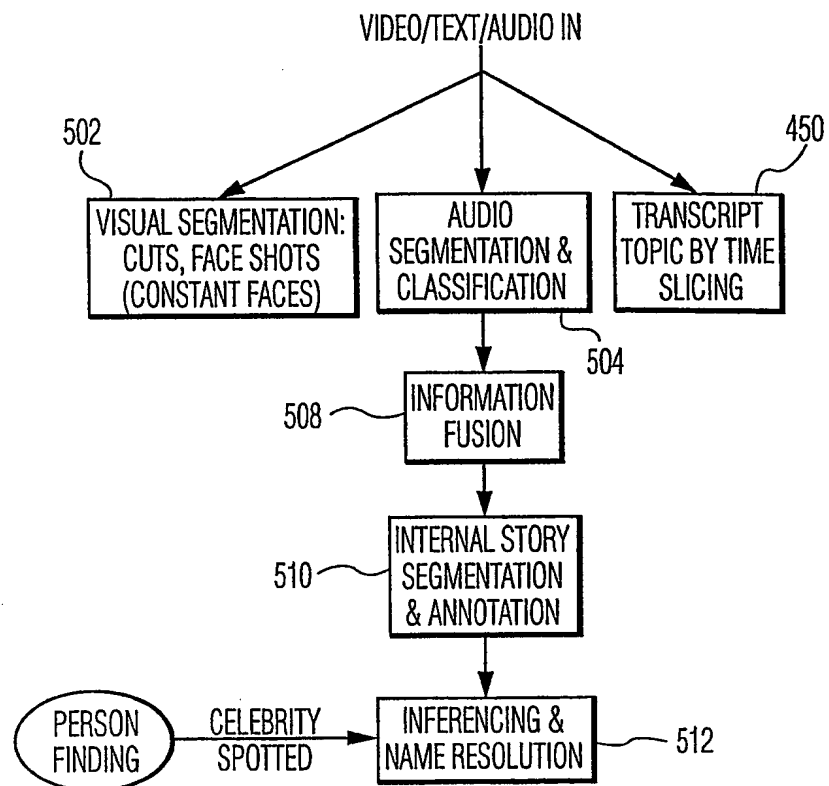 VIDEO/TEXT/AUDIO IN
502
450
VISUAL SEGMENTATION:
CUTS, FACE SHOTS
(CONSTANT FACES)
AUDIO
SEGMENTATION &
CLASSIFICATION
TRANSCRIPT
TOPIC BY TIME
SLICING
504
508
INFORMATION
FUSION
510
INTERNAL STORY
SEGMENTATION
& ANNOTATION
PERSON
FINDING
CELEBRITY
SPOTTED
INFERENCING &
NAME RESOLUTION
512